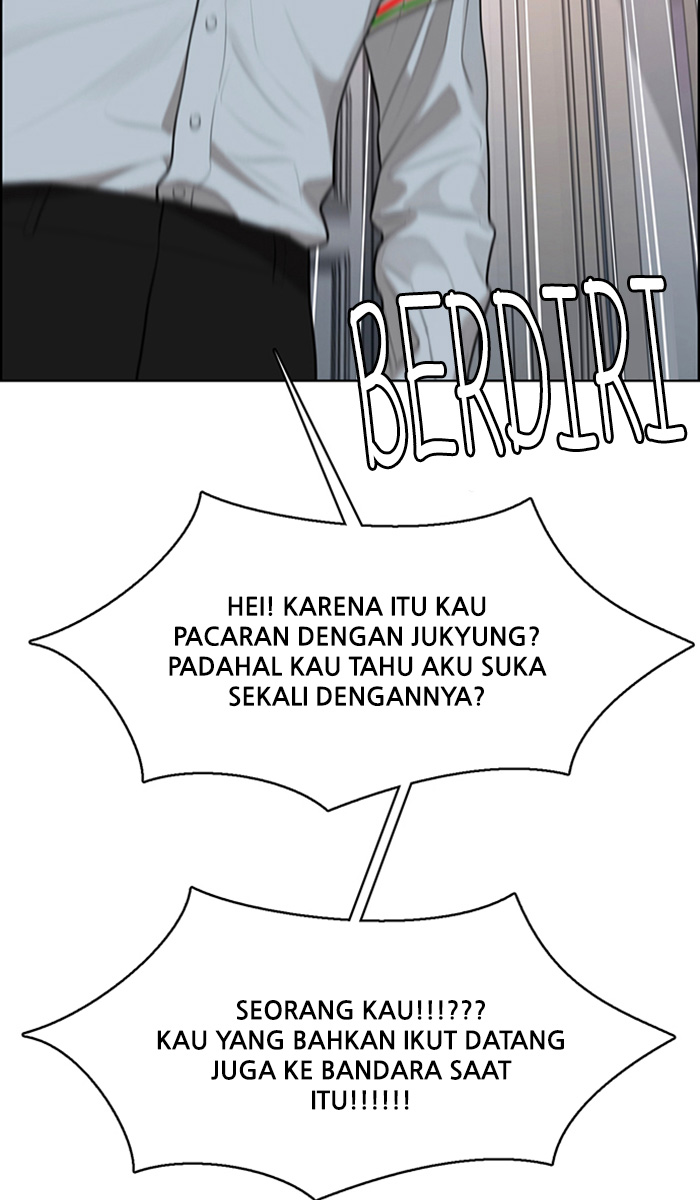 BERDIRI
HEI! KARENA ITU KAU
PACARAN DENGAN JUKYUNG?
PADAHAL KAU TAHU AKU SUKA
SEKALI DENGANNYA?
SEORANG KAU!!!???
KAU YANG BAHKAN IKUT DATANG
JUGA KE BANDARA SAAT
ITU!!!!!!